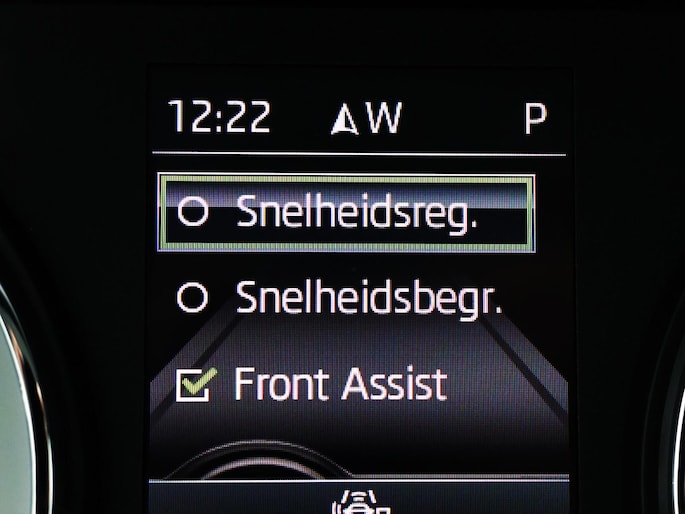 12:22 W P
Snelheidsreg.
Snelheidsbegr.
Front Assist